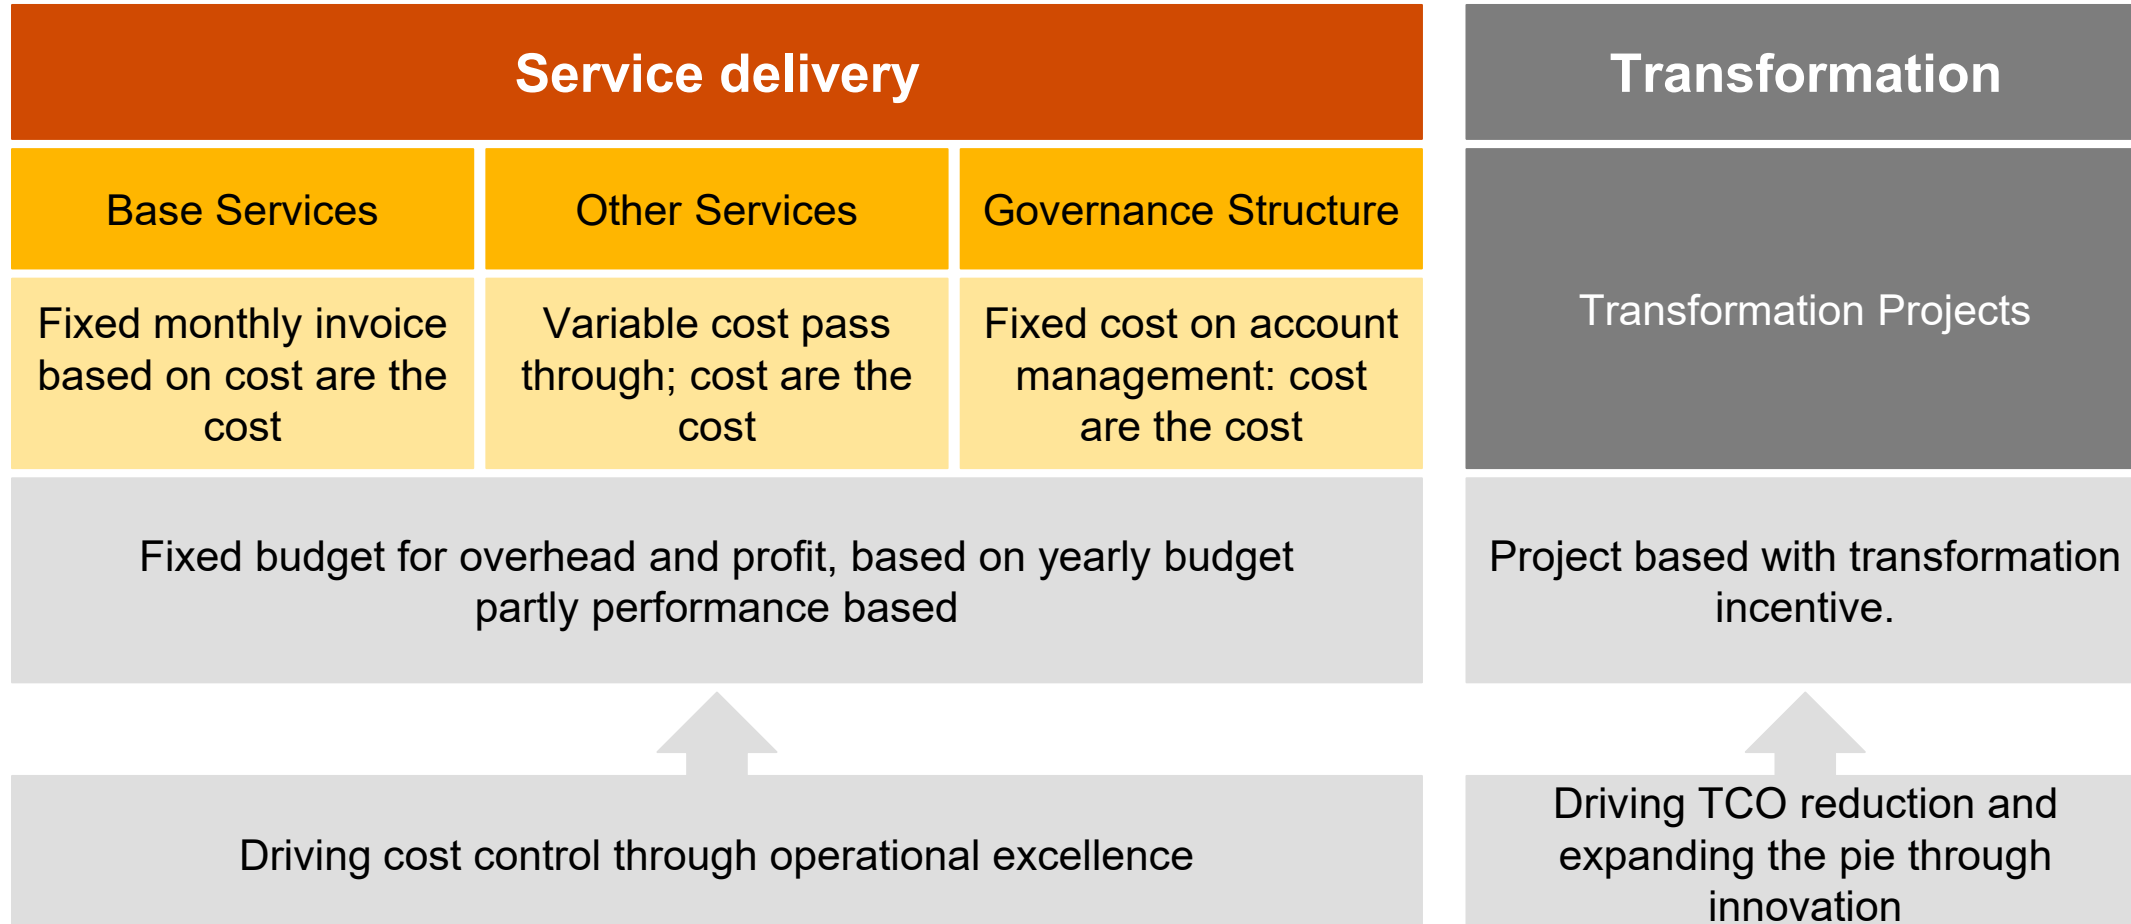 Service delivery
Transformation
Base Services
Other Services
Governance Structure
Fixed monthly invoice
based on cost are the
cost
Variable cost pass
through; cost are the
cost
Fixed cost on account
management: cost
are the cost
Transformation Projects
Fixed budget for overhead and profit, based on yearly budget
partly performance based
Project based with transformation
incentive.
Driving cost control through operational excellence
Driving TCO reduction and
expanding the pie through
innovation